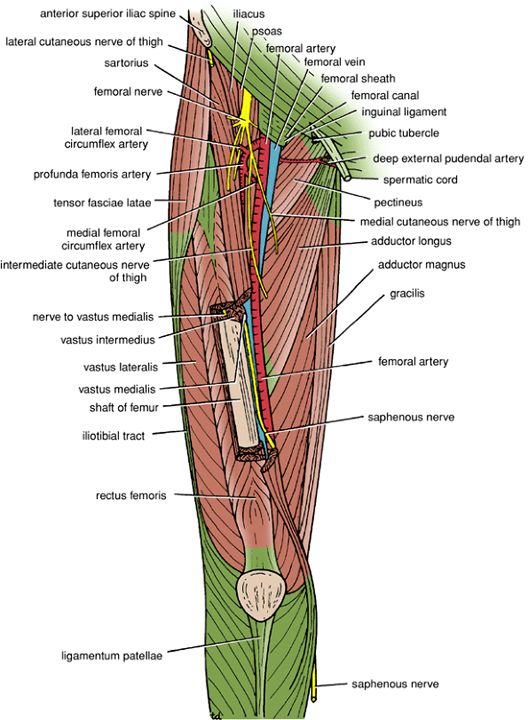 anterior superior iliac spine
lateral cutaneous nerve of thigh
sartorius
femoral nerve
lateral femoral
circumflex artery
profunda femoris artery
tensor fasciae latae
medial femoral
circumflex artery
intermediate cutaneous nerve
of thigh
nerve to vastus medialis
vastus intermedius
vastus lateralis
vastus medialis
shaft of femur
iliotibial tract
rectus femoris
ligamentum patellae
iliacus
psoas
femoral artery
femoral vein
femoral sheath
femoral canal
inguinal ligament
pubic tubercle
deep external pudendal artery
spermatic cord
pectineus
medial cutaneous nerve of thigh
adductor longus
adductor magnus
gracilis
femoral artery
saphenous nerve
saphenous nerve